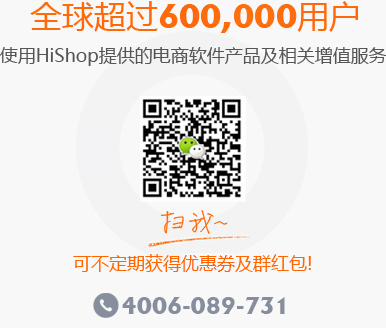 全球超过600,000用户
使用HiShop提供的电商软件产品及相关增值服务
扫我~
可不定期获得优惠券及群红包!
4006-089-731